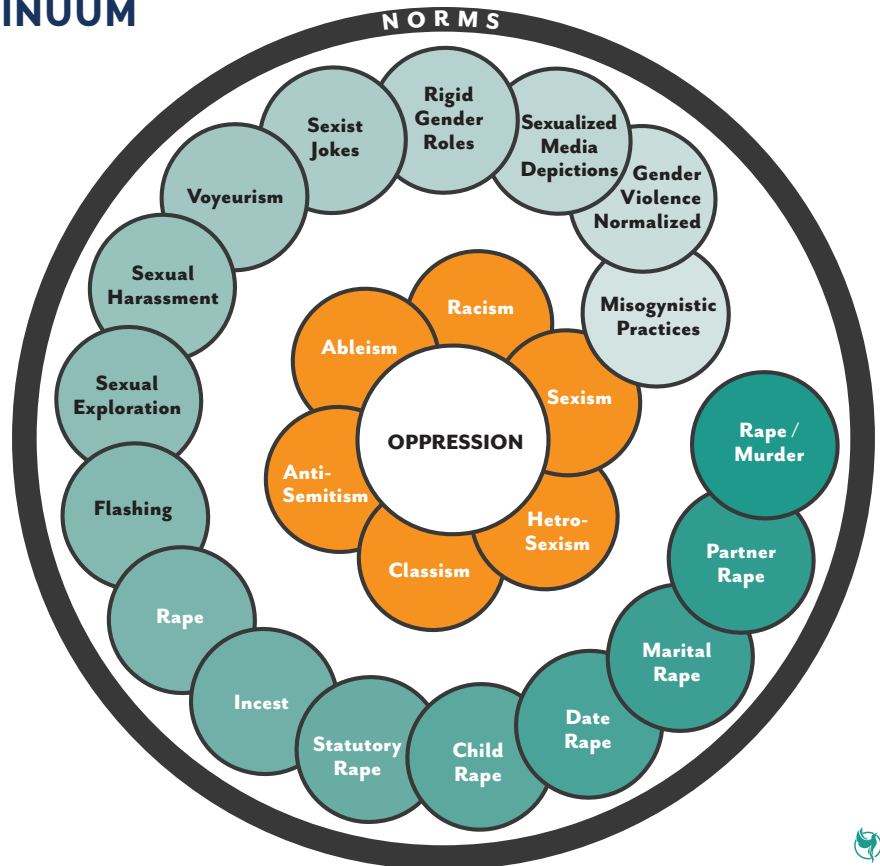 INUUM
NORMS
Rigid
Gender
Roles
Sexualized
Media
Depictions
Gender
Violence
Normalized
Misogynistic
Practices
Sexist
Jokes
Voyeurism
Sexual
Harassment
Sexual
Exploration
Flashing
Rape
Incest
Statutory
Rape
Child
Rape
Date
Rape
Marital
Rape
Partner
Rape
Rape /
Murder
OPPRESSION
Racism
Sexism
Hetro-
Sexism
Classism
Anti-
Semitism
Ableism